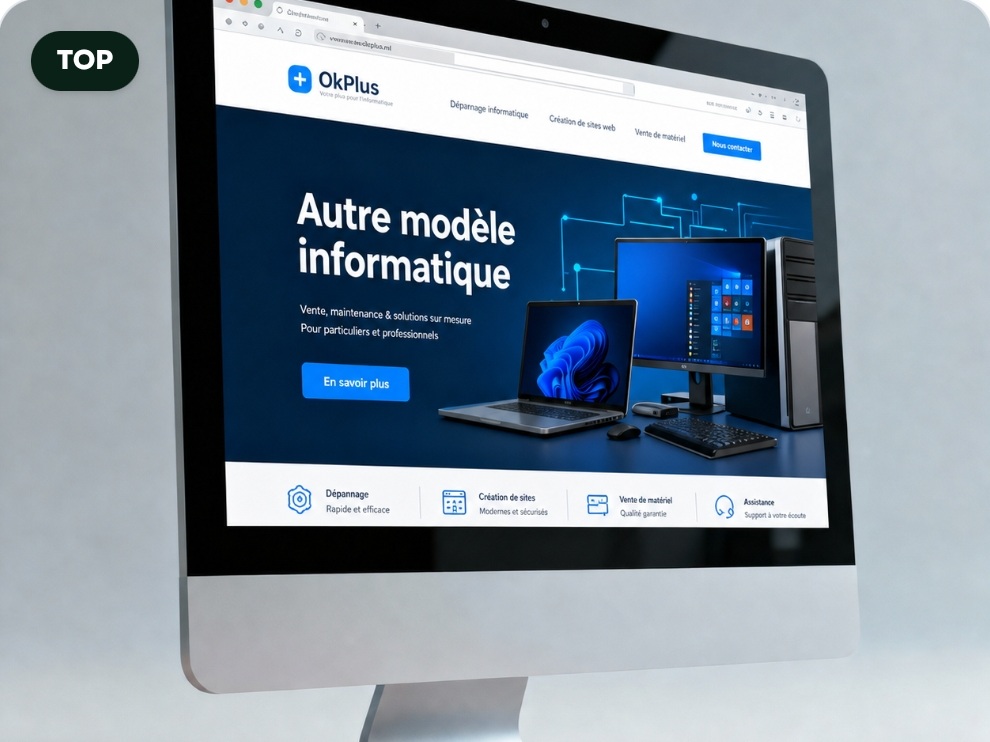 TOP
OkPlus
Votre plus pour l'informatique
Déparnage informatique
Création de sites web
Vente de matériel
Nous contacter
Autre modèle
informatique
Vente, maintenance & solutions sur mesure
Pour particuliers et professionnels
En savoir plus
Dépannage
Rapide et efficace
Création de sites
Modernes et sécurisés
Vente de matériel
Qualité garantie
Assistance
Support à votre écoute